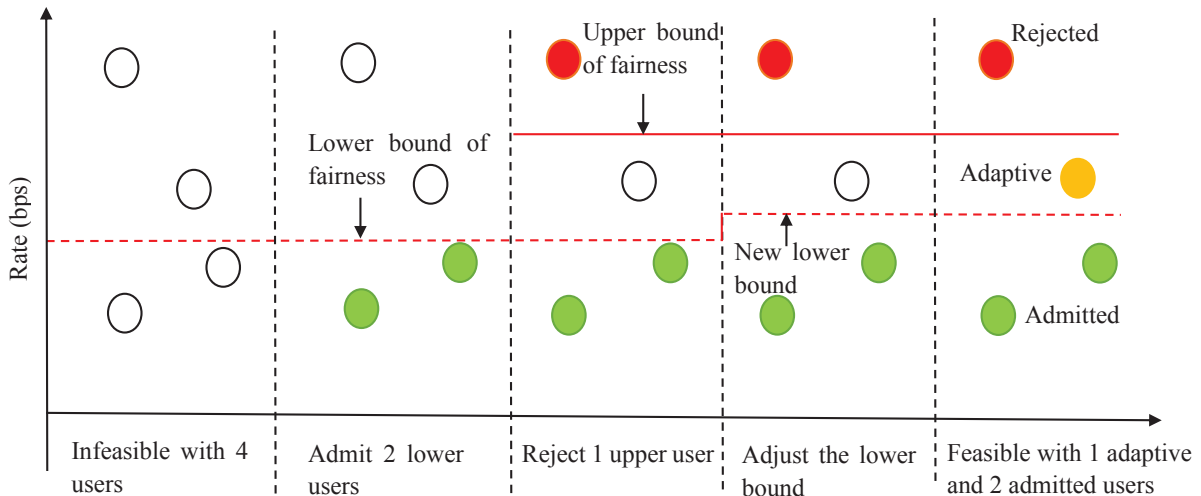 Rate (bps)
Lower bound of
fairness
Upper bound
of fairness
New lower
bound
Rejected
Adaptive
Admitted
Infeasible with 4
users
Admit 2 lower
users
Reject 1 upper user
Adjust the lower
bound
Feasible with 1 adaptive
and 2 admitted users